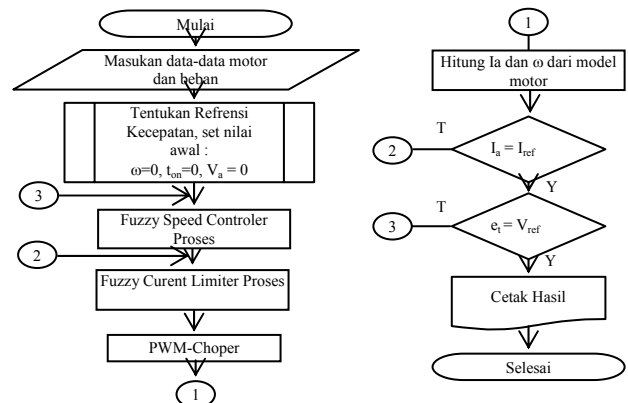 Mulai
Masukan data-data motor
dan beban
Tentukan Refrensi
Kecepatan, set nilai
awal :
ω=0, ton=0, Va = 0
3
Fuzzy Speed Controler
Proses
2
Fuzzy Curent Limiter Proses
PWM-Choper
1
1
Hitung Ia dan ω dari model
motor
T
Ia = Iref
2
Y
T
et = Vref
3
Y
Cetak Hasil
Selesai